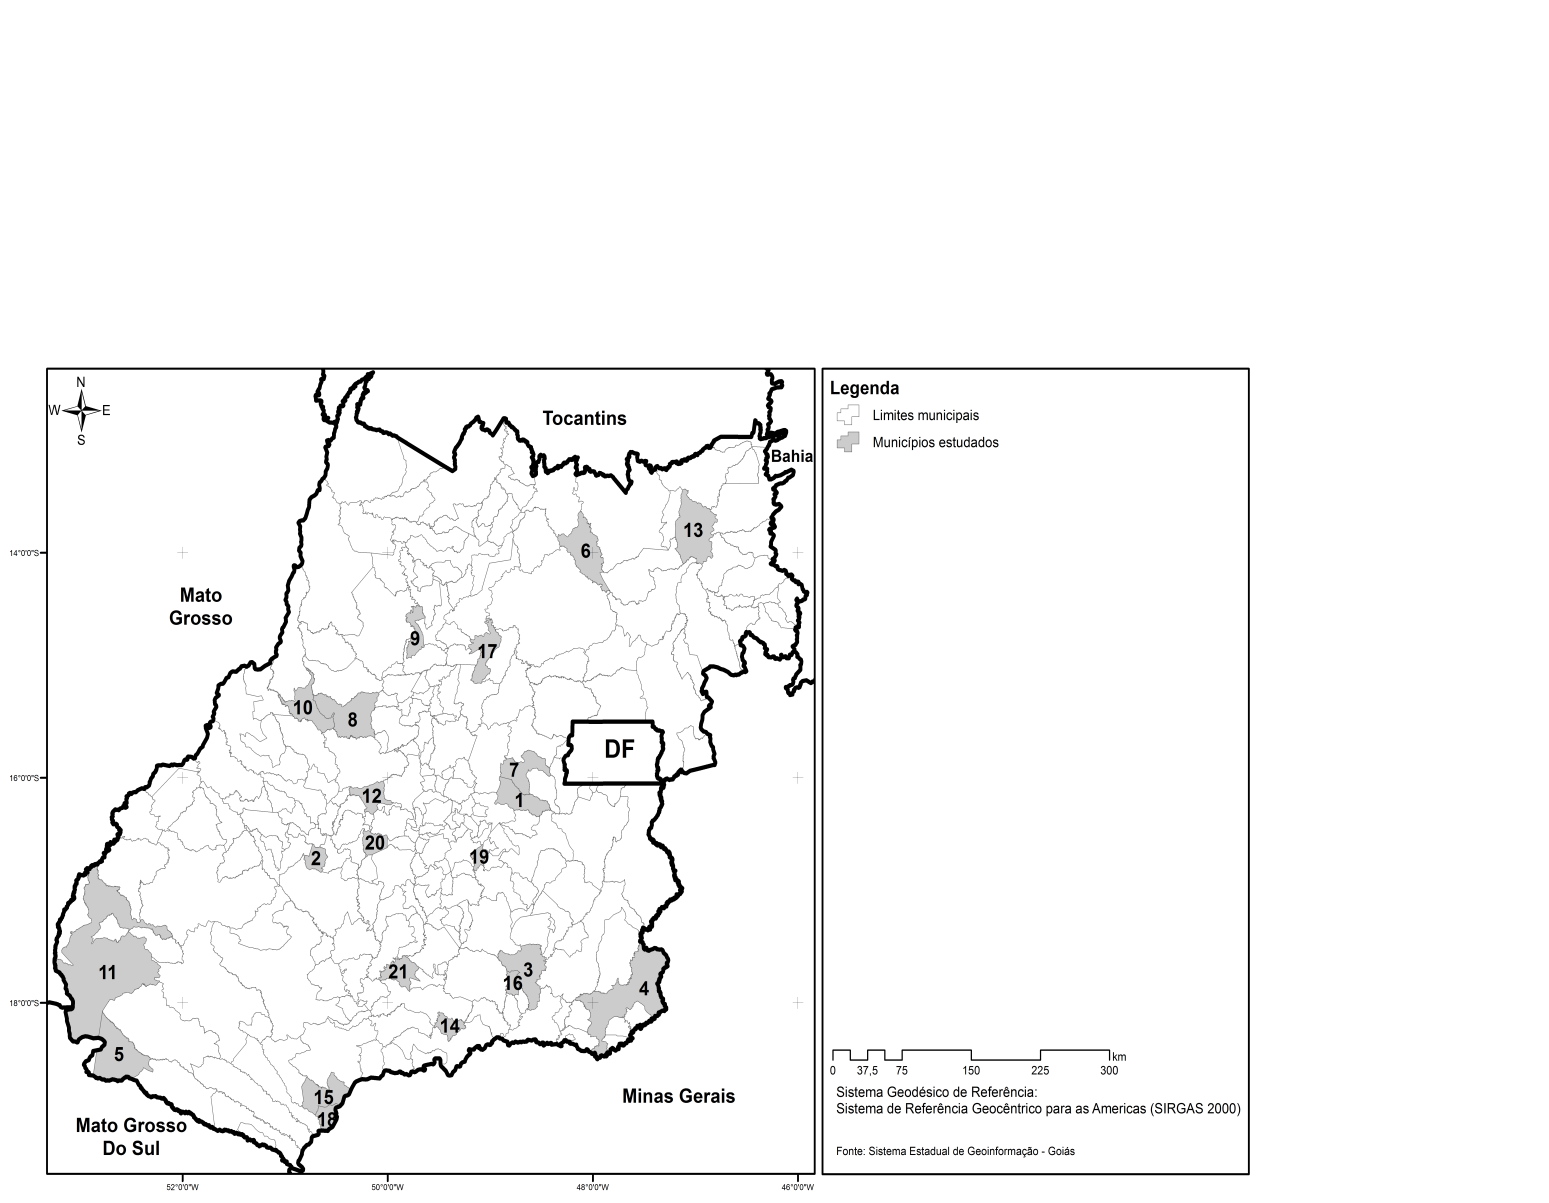 N
W E
S
Tocantins
Bahia
Mato
Grosso
DF
Minas Gerais
Mato Grosso
Do Sul
13
6
9
17
10
8
7
1
12
20
2
19
11
21
3
16
4
14
5
15
18
14°0'0"S
16°0'0"S
18°0'0"S
52°0'0"W 50°0'0"W 48°0'0"W 46°0'0"W
Legenda
Limites municipais
Municípios estudados
km
0 37,5 75 150 225 300
Sistema Geodésico de Referência:
Sistema de Referência Geocêntrico para as Americas (SIRGAS 2000)
Fonte: Sistema Estadual de Geoinformação - Goiás